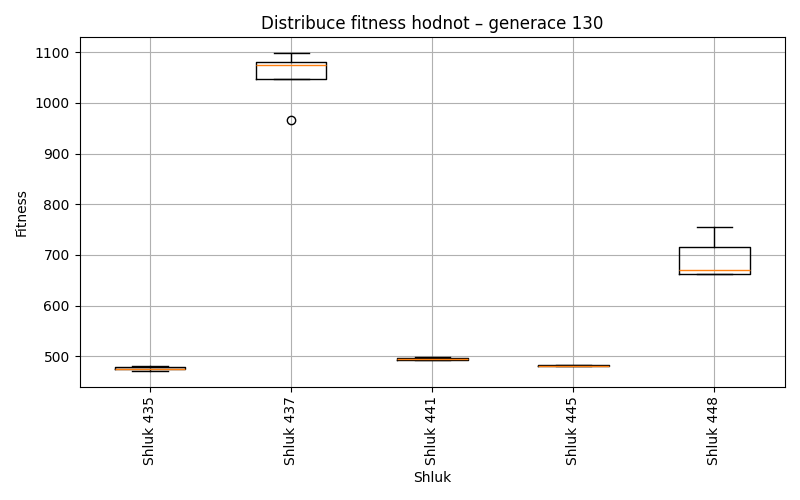 Distribuce fitness hodnot – generace 130
1100
1000
900
800
700
600
500
Fitness
Shluk 435
Shluk 437
Shluk 441
Shluk 445
Shluk 448
Shluk